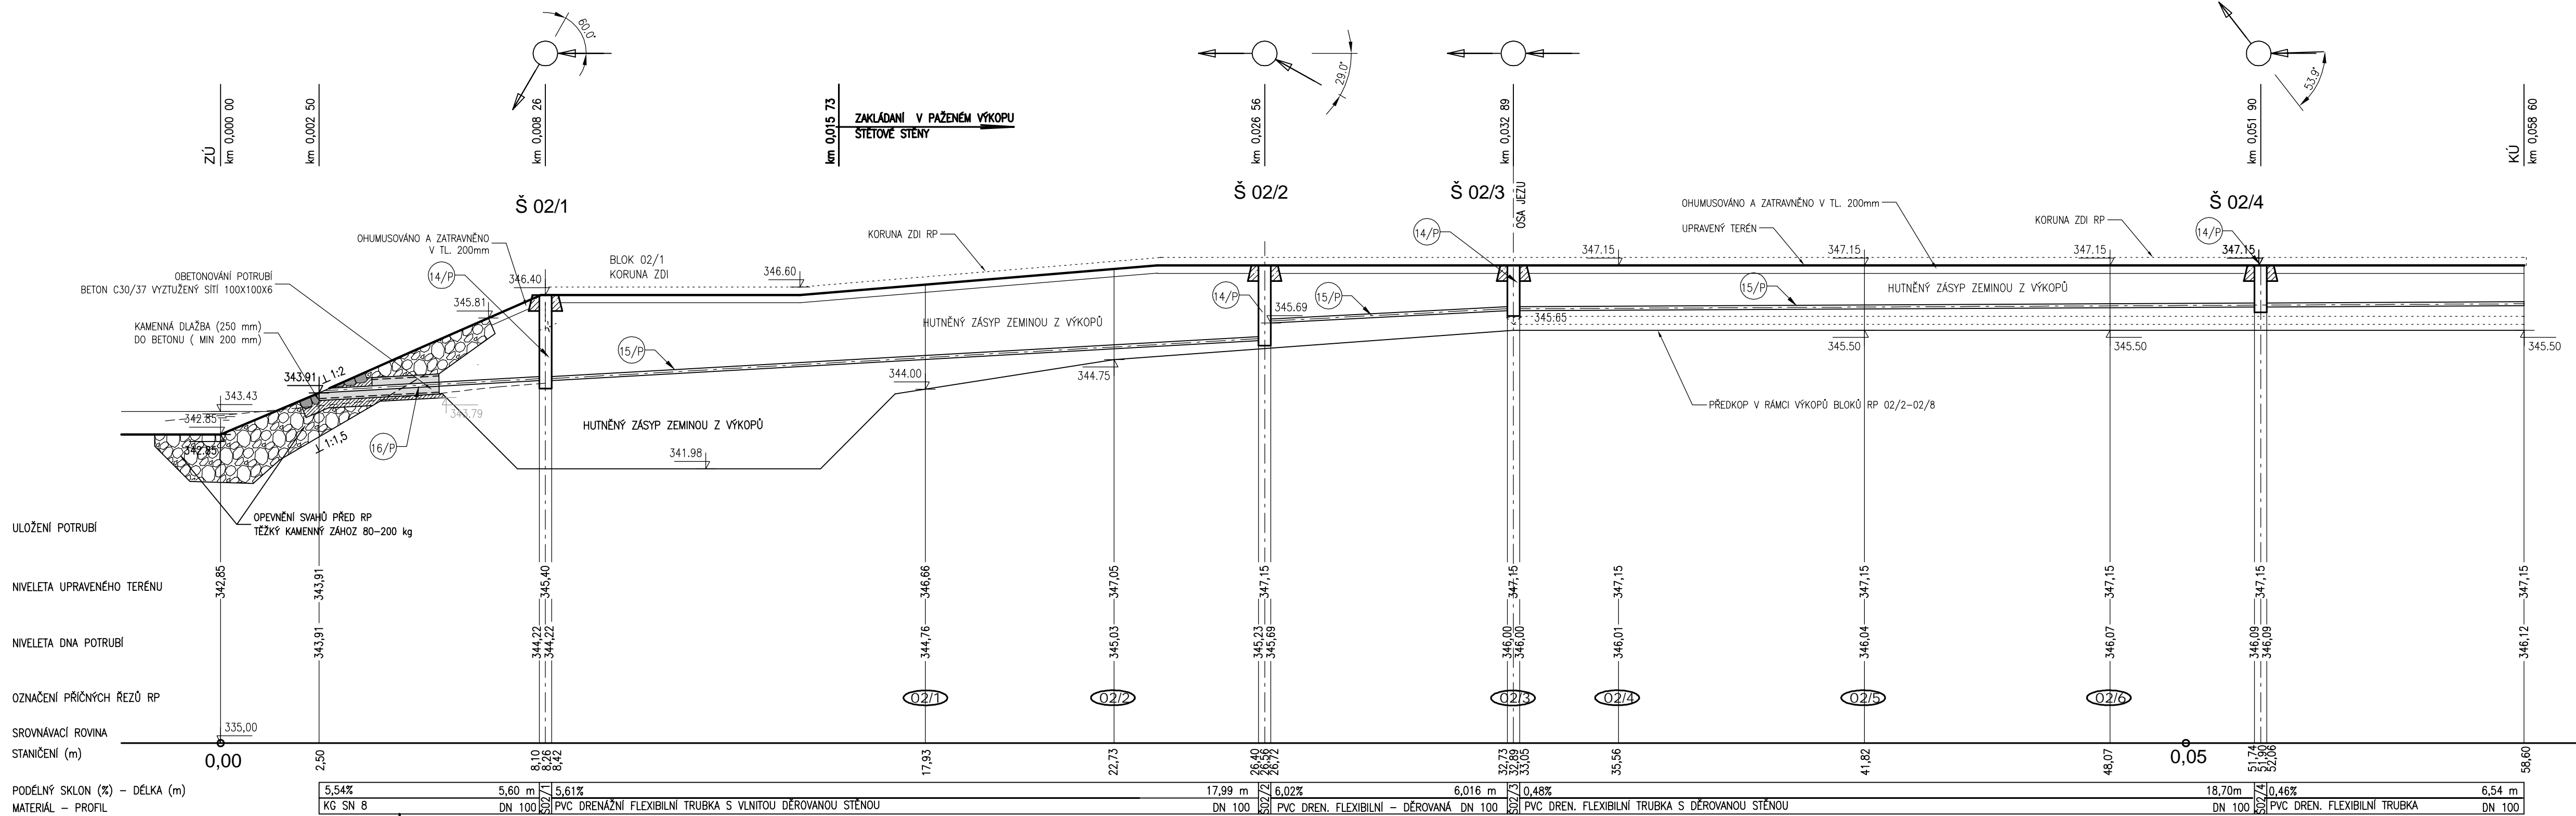 60.0°
29.0°
53.9°
ZÚ
km 0,000 00
km 0,002 50
km 0,008 26
km 0,015 73
ZAKLÁDANÍ V PAŽENÉM VÝKOPU
ŠTĚTOVÉ STĚNY
km 0,026 56
km 0,032 89
km 0,051 90
KÚ
km 0,058 60
Š 02/1
Š 02/2
Š 02/3
OSA JEZU
Š 02/4
OHUMUSOVÁNO A ZATRAVNĚNO
V TL. 200mm
14/P
OBETONOVÁNÍ POTRUBÍ
BETON C30/37 VYZTUŽENÝ SÍTÍ 100X100X6
KAMENNÁ DLAŽBA (250 mm)
DO BETONU ( MIN 200 mm)
BLOK 02/1
KORUNA ZDI
KORUNA ZDI RP
OHUMUSOVÁNO A ZATRAVNĚNO V TL. 200mm
UPRAVENÝ TERÉN
KORUNA ZDI RP
14/P
14/P
14/P
346.40
345.81
346.60
347.15
347.15
347.15
347.15
345.69
15/P
15/P
15/P
345.65
HUTNĚNÝ ZÁSYP ZEMINOU Z VÝKOPŮ
HUTNĚNÝ ZÁSYP ZEMINOU Z VÝKOPŮ
343.91
1:2
343.43
342.85
342.85
343.79
1:1,5
16/P
344.00
344.75
345.50
345.50
345.50
HUTNĚNÝ ZÁSYP ZEMINOU Z VÝKOPŮ
341.98
PŘEDKOP V RÁMCI VÝKOPŮ BLOKŮ RP 02/2-02/8
OPEVNĚNÍ SVAHŮ PŘED RP
TĚŽKÝ KAMENNÝ ZÁHOZ 80-200 kg
ULOŽENÍ POTRUBÍ
NIVELETA UPRAVENÉHO TERÉNU
342,85 343,91 345,40 346,66 347,05 347,15 347,15 347,15 347,15 347,15 347,15 347,15
NIVELETA DNA POTRUBÍ
343,91 344,22 344,22 344,76 345,03 345,23 345,69 346,00 346,00 346,01 346,04 346,07 346,09 346,09 346,12
OZNAČENÍ PŘÍČNÝCH ŘEZŮ RP
02/1 02/2 02/3 02/4 02/5 02/6
SROVNÁVACÍ ROVINA
335,00
STANIČENÍ (m)
0,00 2,50 8,10 8,26 8,42 17,93 22,73 26,40 26,56 26,72 32,73 32,89 33,05 35,56 41,82 48,07 0,05 51,74 51,90 52,06 58,60
PODÉLNÝ SKLON (%) – DÉLKA (m)
5,54% 5,60 m Š02/1 5,61% 17,99 m Š02/2 6,02% 6,016 m Š02/3 0,48% 18,70m Š02/4 0,46% 6,54 m
MATERIÁL – PROFIL
KG SN 8 DN 100 PVC DRENÁŽNÍ FLEXIBILNÍ TRUBKA S VLNITOU DĚROVANOU STĚNOU DN 100 PVC DREN. FLEXIBILNÍ – DĚROVANÁ DN 100 PVC DREN. FLEXIBILNÍ TRUBKA S DĚROVANOU STĚNOU DN 100 PVC DREN. FLEXIBILNÍ TRUBKA DN 100